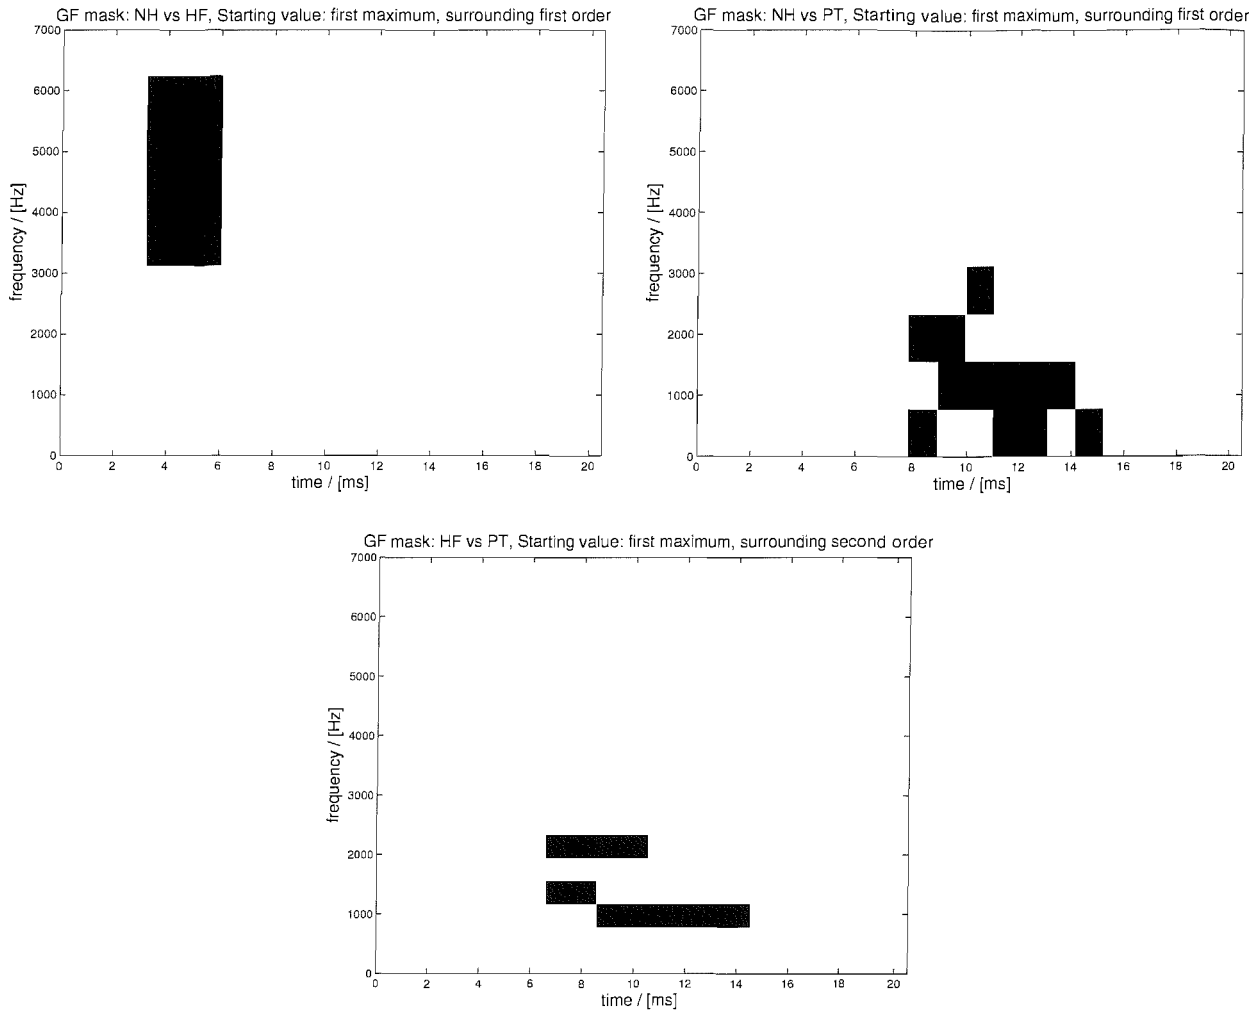 GF mask: NH vs HF, Starting value: first maximum, surrounding first order
7000
6000
5000
4000
3000
2000
1000
0
frequency / [Hz]
0 2 4 6 8 10 12 14 16 18 20
time / [ms]
GF mask: NH vs PT, Starting value: first maximum, surrounding first order
7000
6000
5000
4000
3000
2000
1000
0
frequency / [Hz]
0 2 4 6 8 10 12 14 16 18 20
time / [ms]
GF mask: HF vs PT, Starting value: first maximum, surrounding second order
7000
6000
5000
4000
3000
2000
1000
0
frequency / [Hz]
0 2 4 6 8 10 12 14 16 18 20
time / [ms]